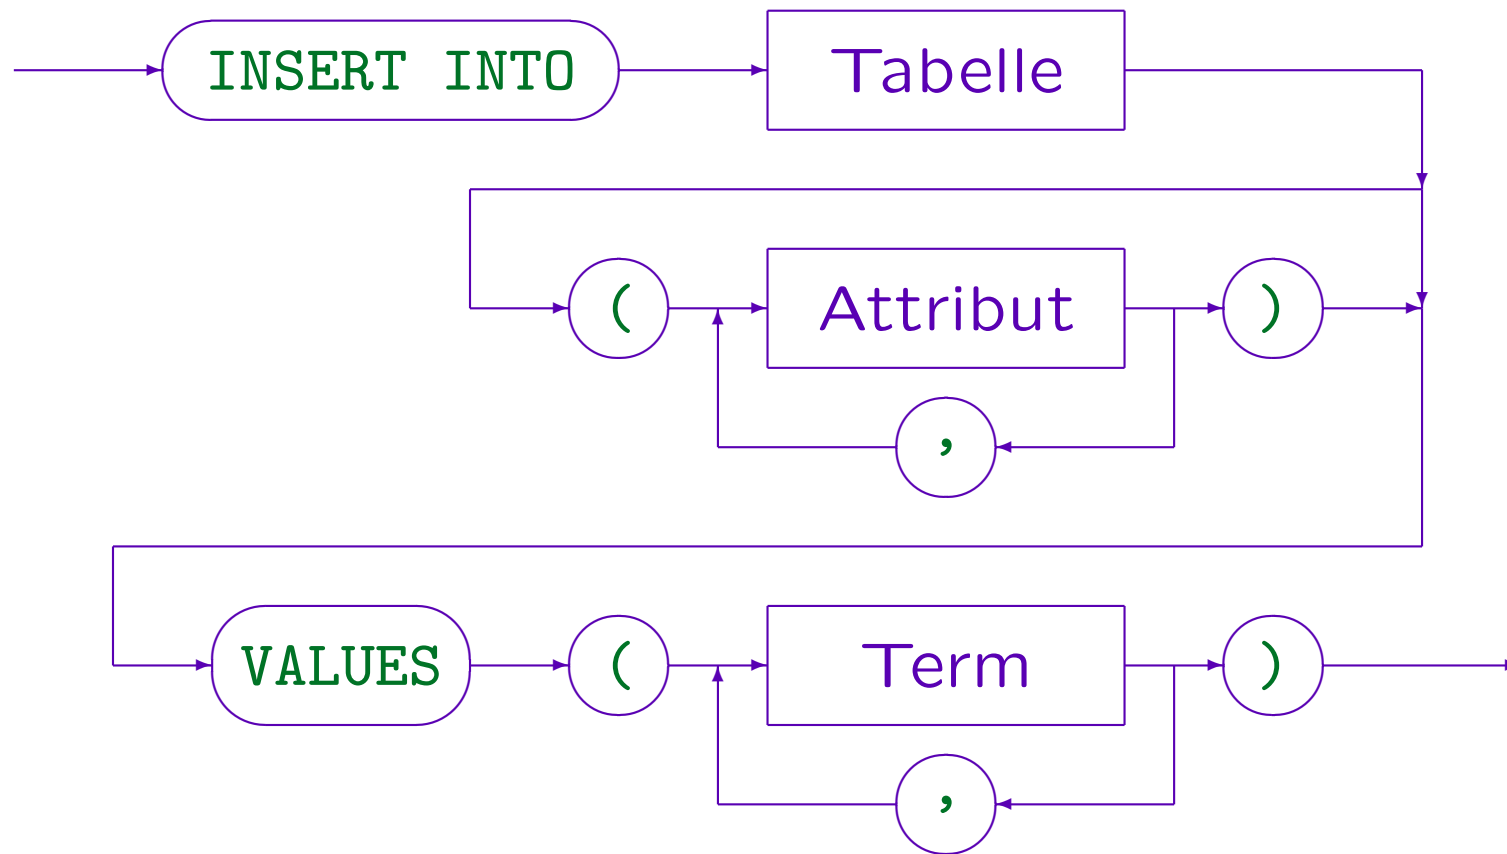 INSERT INTO Tabelle
( Attribut )
,
VALUES ( Term )
,